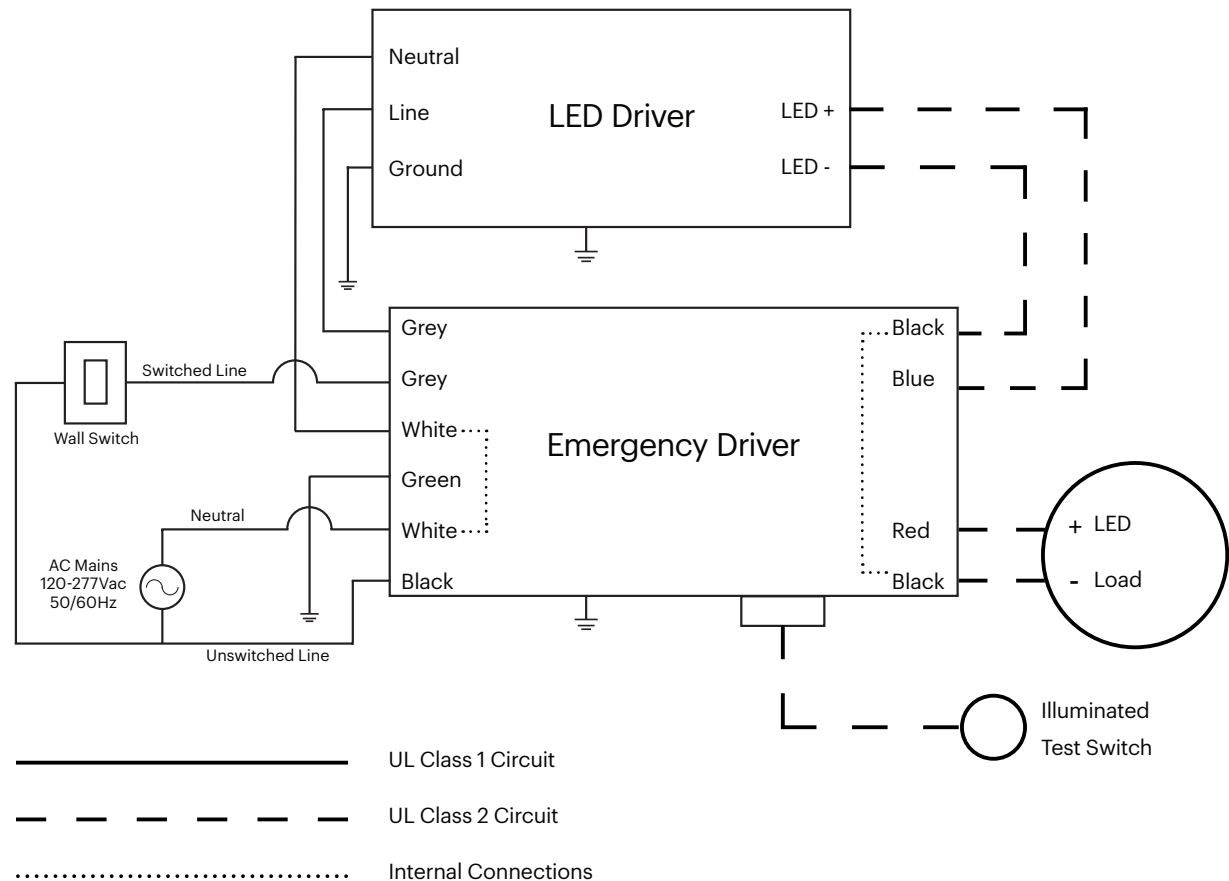 Neutral
Line
Ground
LED Driver
LED +
LED -
Grey
Grey
White
Green
White
Black
Emergency Driver
Black
Blue
Red
Black
Switched Line
Wall Switch
Neutral
AC Mains
120-277Vac
50/60Hz
Unswitched Line
+ LED
- Load
Illuminated
Test Switch
UL Class 1 Circuit
UL Class 2 Circuit
Internal Connections